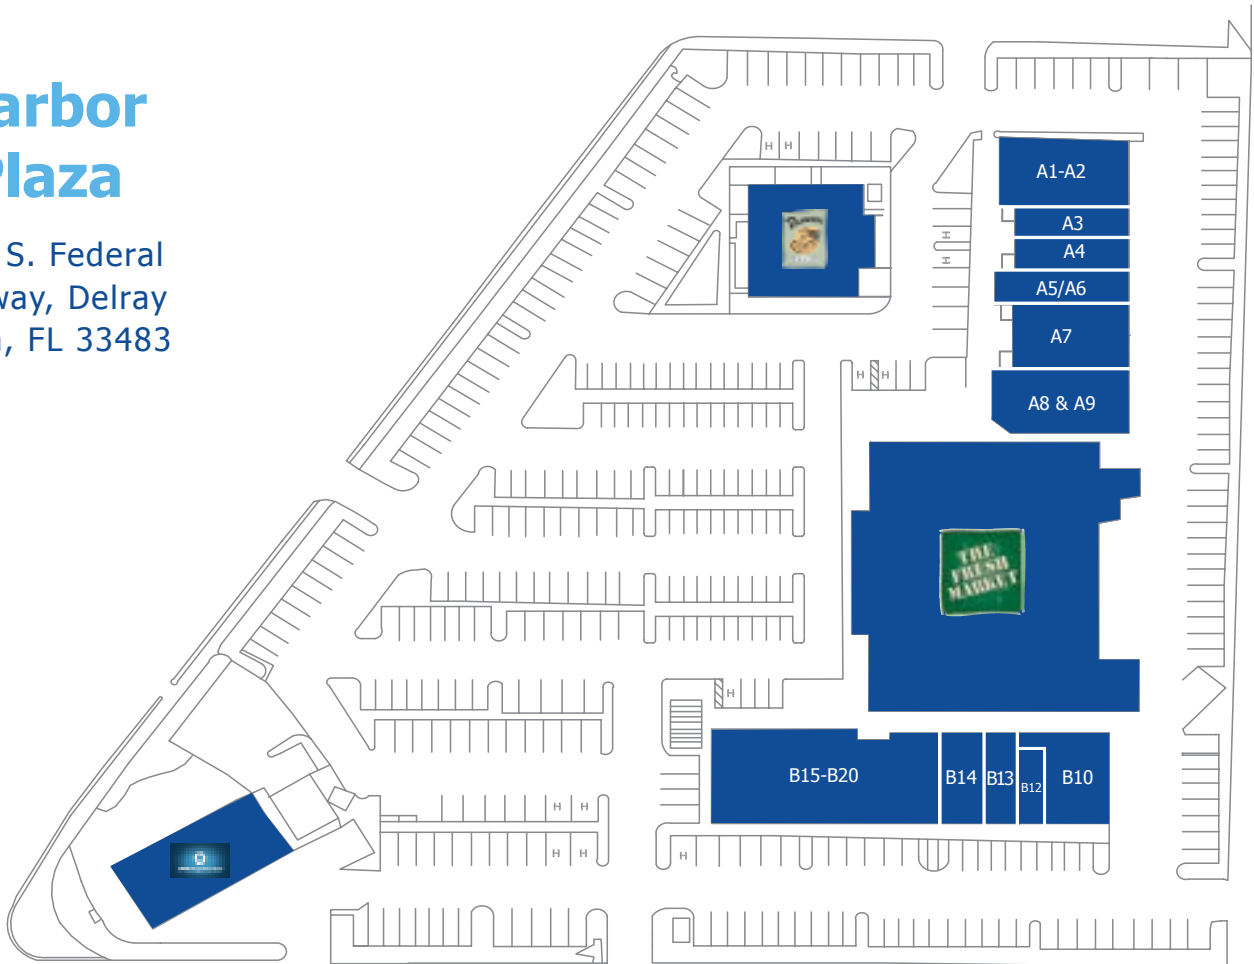 arbor
Plaza
S. Federal
way, Delray
, FL 33483
H H
A1-A2
A3
A4
H
H
A5/A6
A7
H H
A8 & A9
THE
FRESH
MARKET
H
B15-B20
B14
B13
B12
B10
H H
H H
H